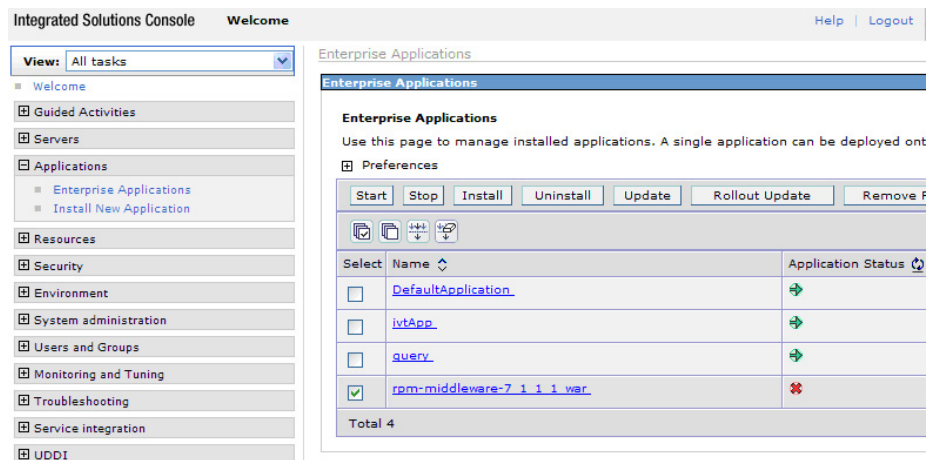 Integrated Solutions Console Welcome Help | Logout
View: All tasks
Welcome
Guided Activities
Servers
Applications
Enterprise Applications
Install New Application
Resources
Security
Environment
System administration
Users and Groups
Monitoring and Tuning
Troubleshooting
Service integration
UDDI
Enterprise Applications
Enterprise Applications
Enterprise Applications
Use this page to manage installed applications. A single application can be deployed ont
Preferences
Start Stop Install Uninstall Update Rollout Update Remove F
Select Name Application Status
DefaultApplication
ivtApp
query
rpm-middleware-7_1_1_1_war
Total 4